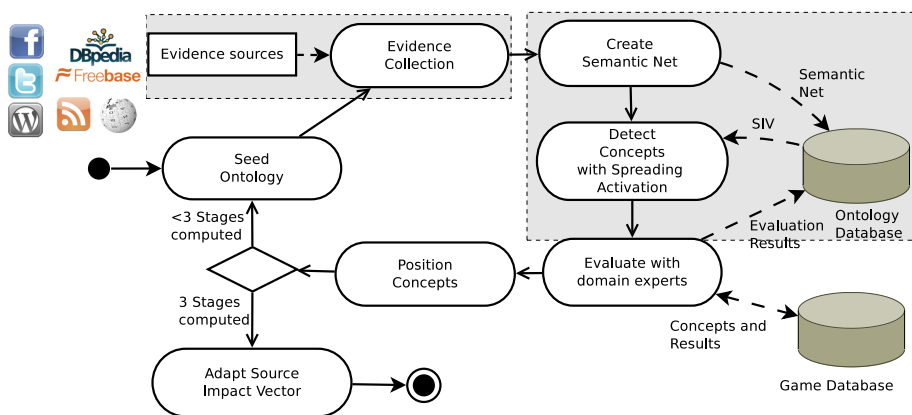 f
DBpedia
Freebase
t
W
Evidence sources
Evidence
Collection
Create
Semantic Net
Semantic
Net
SIV
Detect
Concepts
with Spreading
Activation
Ontology
Database
Evaluation
Results
Seed
Ontology
<3 Stages
computed
Position
Concepts
Evaluate with
domain experts
3 Stages
computed
Concepts and
Results
Game Database
Adapt Source
Impact Vector